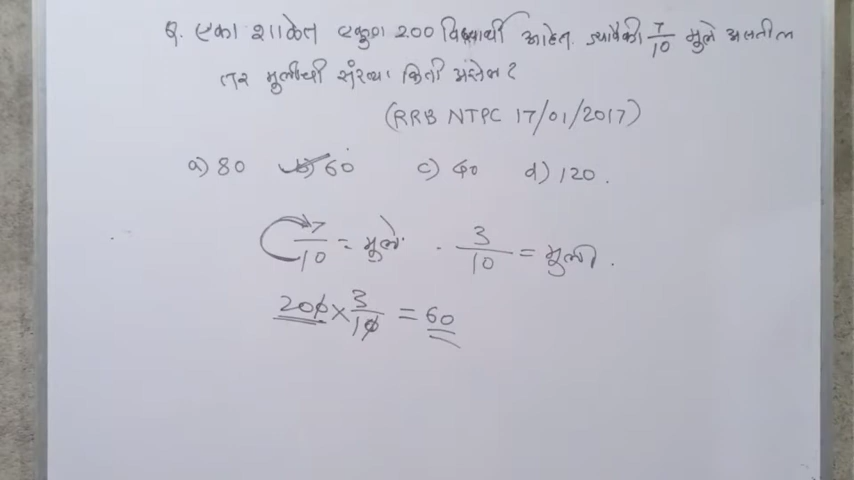 Q. एका शाळेत एकुण 200 विद्यार्थी आहेत. ज्यापैकी 7/10 मुले असतील
तर मुलींची संख्या किती असेल?
(RRB NTPC 17/01/2017)
a) 80 b) 60 c) 40 d) 120.
7/10 = मुले. 3/10 = मुली.
200 × 3/10 = 60